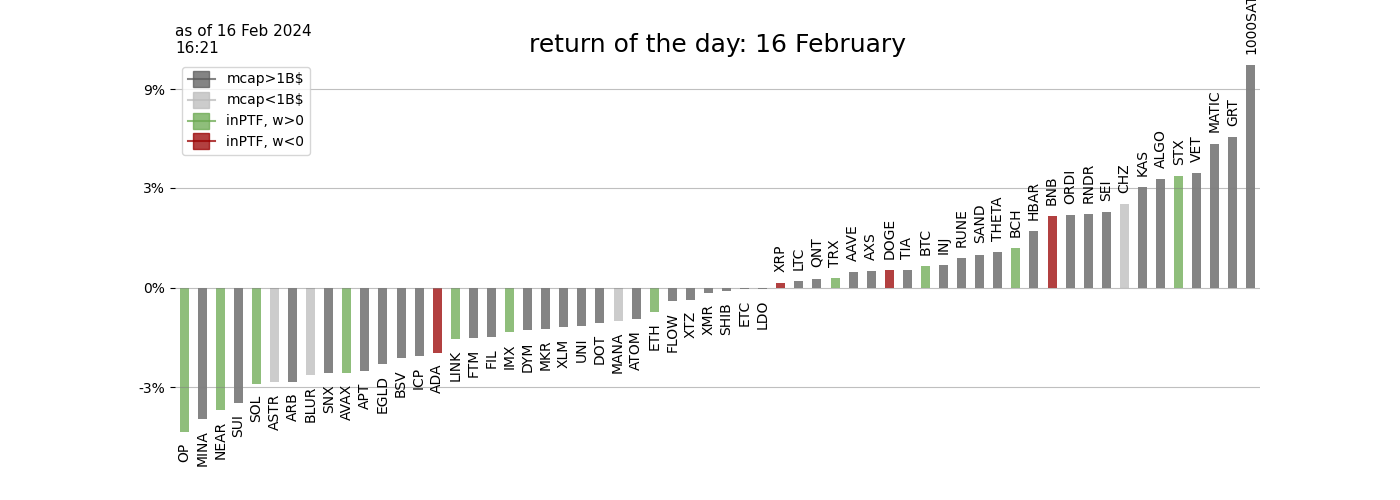 as of 16 Feb 2024
16:21
return of the day: 16 February
mcap>1B$
mcap<1B$
inPTF, w>0
inPTF, w<0
9%
3%
0%
-3%
OP
MINA
NEAR
SUI
SOL
ASTR
ARB
BLUR
SNX
AVAX
APT
EGLD
BSV
ICP
ADA
LINK
FTM
FIL
IMX
DYM
MKR
XLM
UNI
DOT
MANA
ATOM
ETH
FLOW
XTZ
XMR
SHIB
ETC
LDO
XRP
LTC
QNT
TRX
AAVE
AXS
DOGE
TIA
BTC
INJ
RUNE
SAND
THETA
BCH
HBAR
BNB
ORDI
RNDR
SEI
CHZ
KAS
ALGO
STX
VET
MATIC
GRT
1000SAT